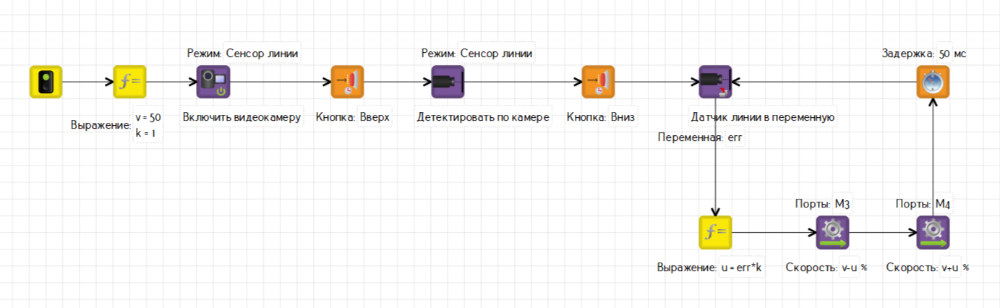 Режим: Сенсор линии
Режим: Сенсор линии
Задержка: 50 мс
Выражение: v = 50
k = 1
Включить видеокамеру
Кнопка: Вверх
Детектировать по камере
Кнопка: Вниз
Датчик линии в переменную
Переменная: err
Порты: M3
Порты: M4
Выражение: u = err*k
Скорость: v-u %
Скорость: v+u %